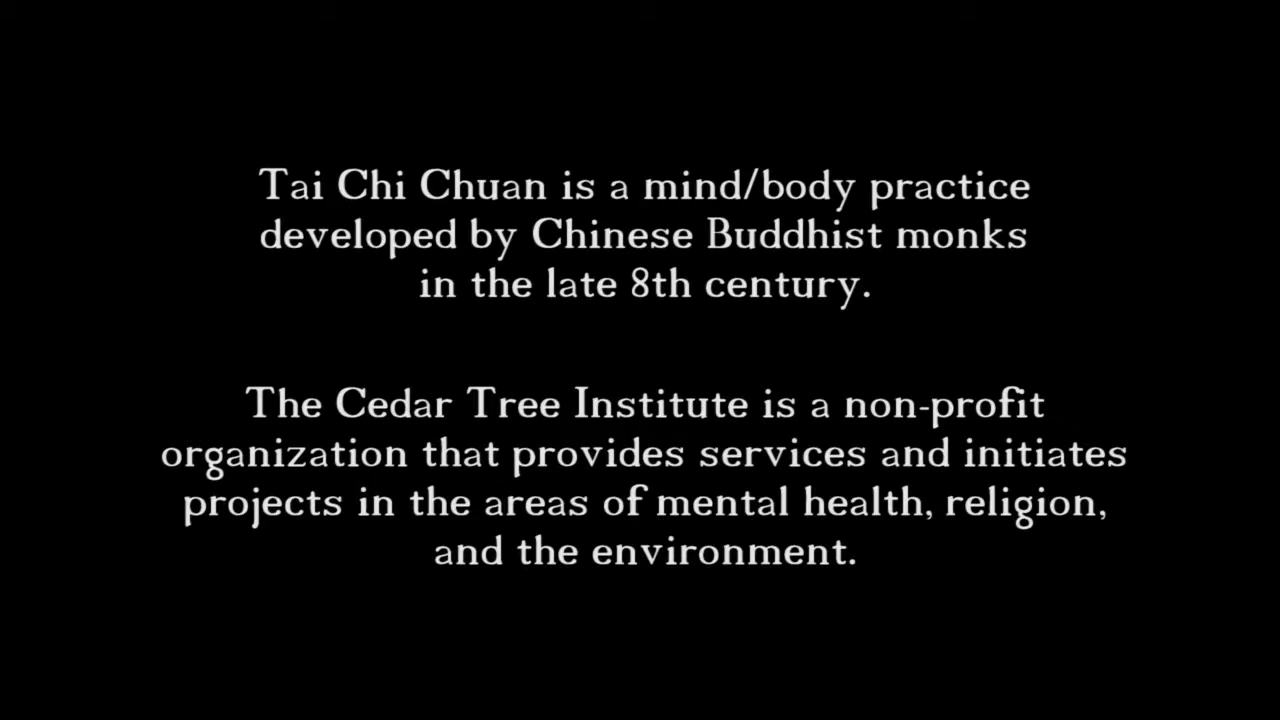 Tai Chi Chuan is a mind/body practice
developed by Chinese Buddhist monks
in the late 8th century.
The Cedar Tree Institute is a non-profit
organization that provides services and initiates
projects in the areas of mental health, religion,
and the environment.